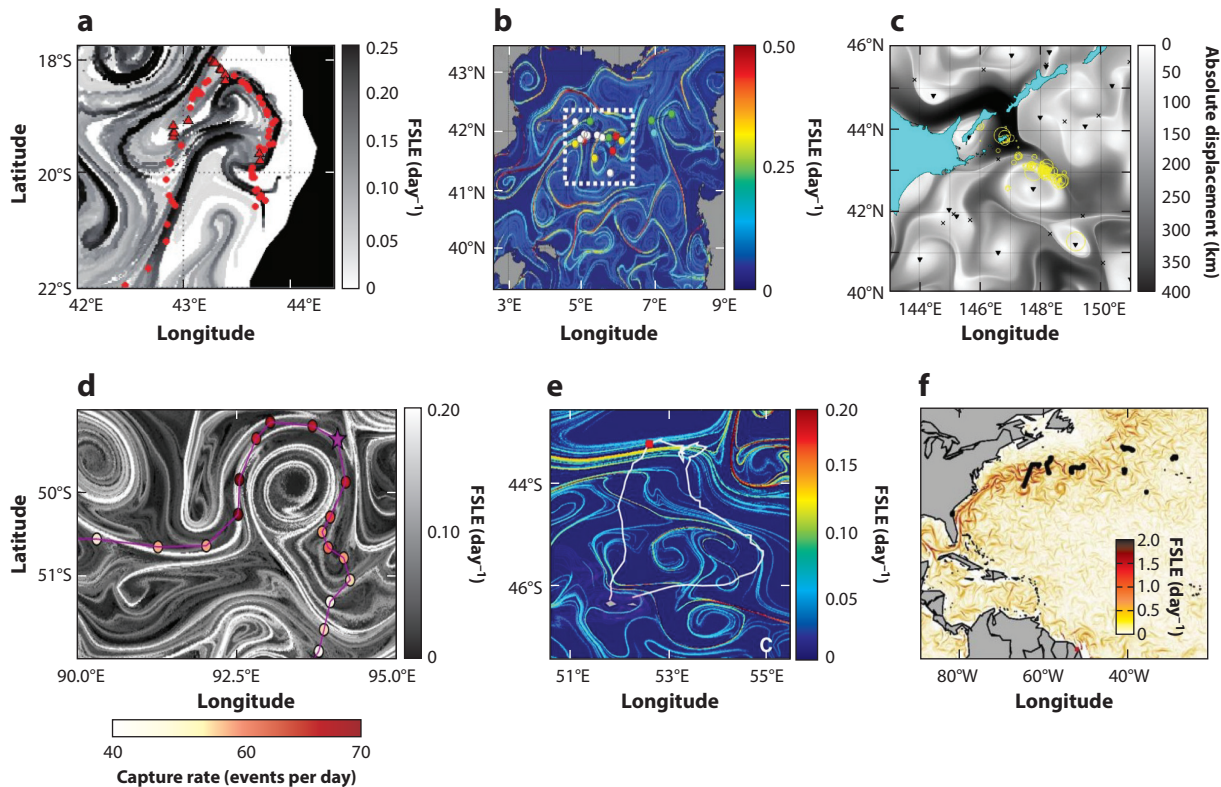 a
18°S
20°S
22°S
42°E
43°E
44°E
Latitude
Longitude
0.25
0.20
0.15
0.10
0.05
0
FSLE (day⁻¹)
b
43°N
42°N
41°N
40°N
3°E
5°E
7°E
9°E
Longitude
0.50
0.25
0
FSLE (day⁻¹)
c
46°N
44°N
42°N
40°N
144°E
146°E
148°E
150°E
Longitude
0
50
100
150
200
250
300
350
400
Absolute displacement (km)
d
50°S
51°S
90.0°E
92.5°E
95.0°E
Latitude
Longitude
0.20
0.10
0
FSLE (day⁻¹)
40
60
70
Capture rate (events per day)
e
44°S
46°S
51°E
53°E
55°E
Longitude
C
0.20
0.15
0.10
0.05
0
FSLE (day⁻¹)
f
80°W
60°W
40°W
Longitude
2.0
1.5
1.0
0.5
0
FSLE (day⁻¹)